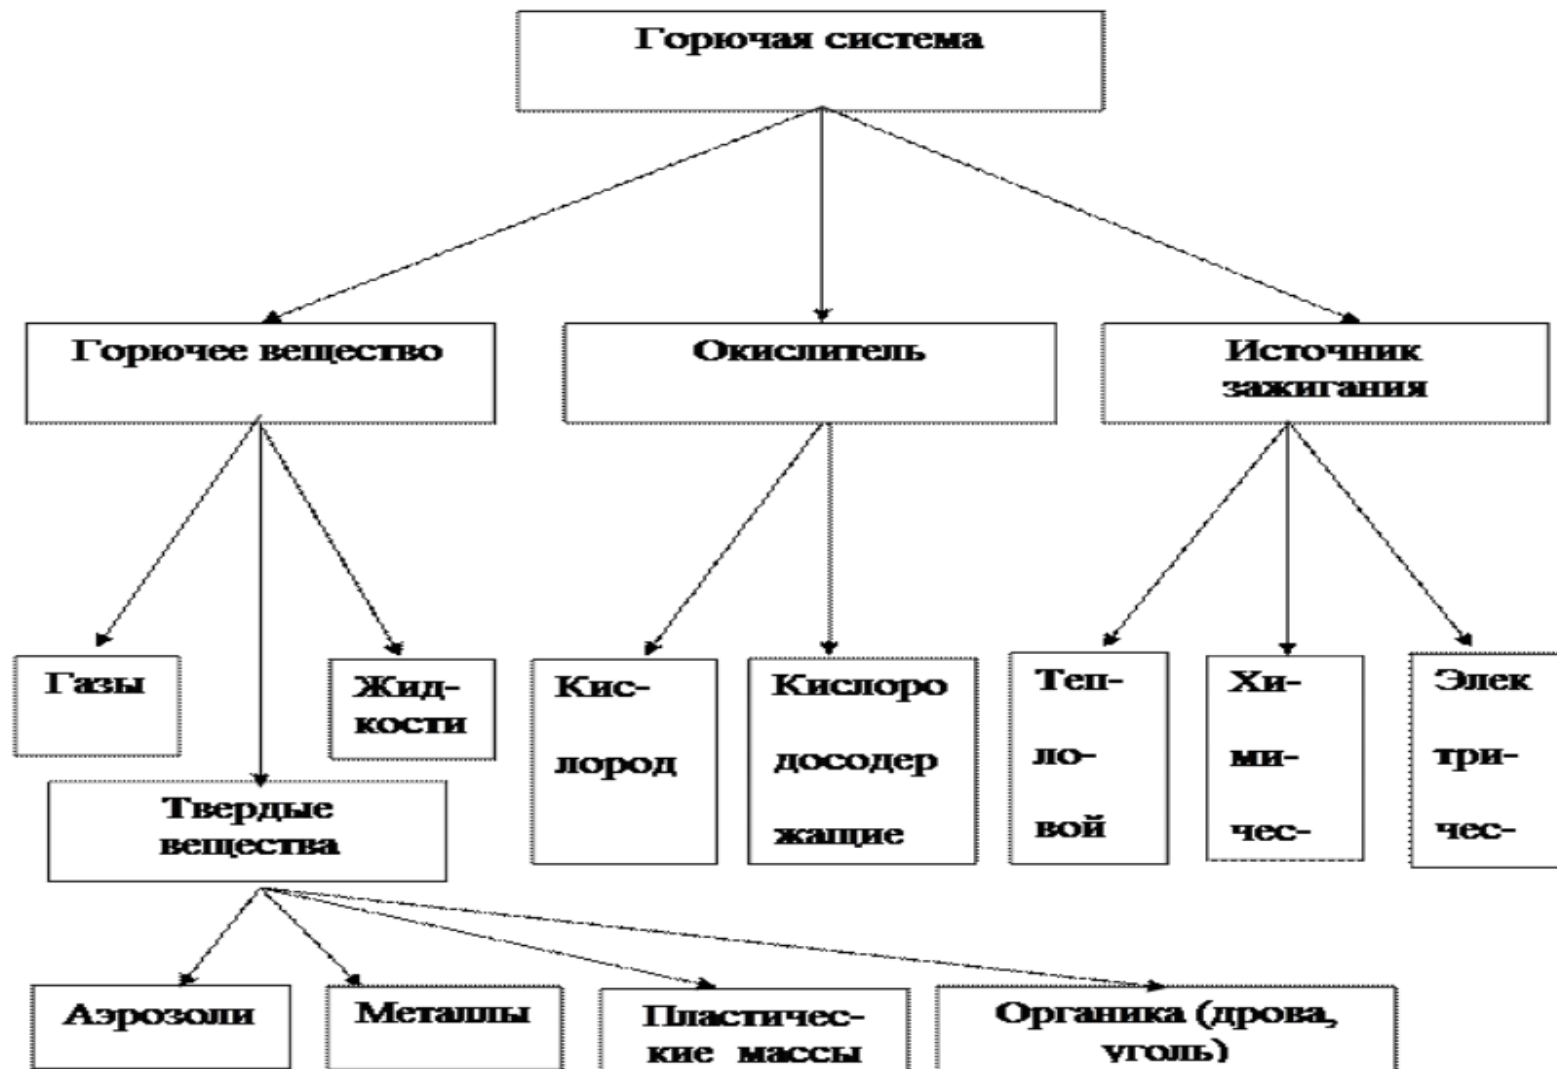 Горючая система
Горючее вещество
Окислитель
Источник
зажигания
Газы
Жид-
кости
Кис-
лород
Кислоро
досодер
жащие
Теп-
ло-
вой
Хи-
ми-
чес-
Элек
три-
чес-
Твердые
вещества
Аэрозоли
Металлы
Пластичес-
кие массы
Органика (дрова,
уголь)